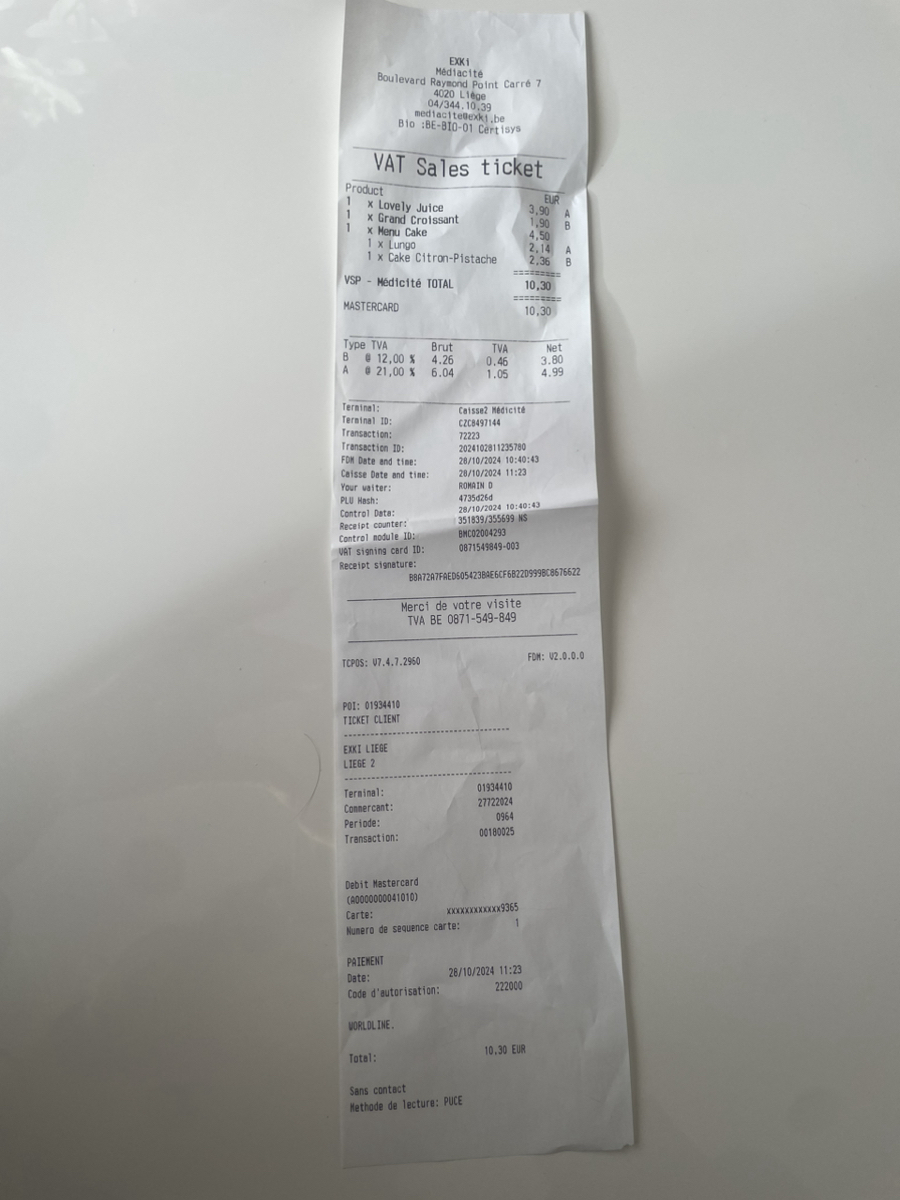 EXKi
Médiacité
Boulevard Raymond Point Carré 7
4020 Liège
04/344.10.39
mediacite@exki.be
Bio :BE-BIO-01 Certisys
VAT Sales ticket
Product EUR
1 x Lovely Juice 3,90 A
1 x Grand Croissant 1,90 B
1 x Menu Cake 4,50
1 x Lungo 2,14 A
1 x Cake Citron-Pistache 2,36 B
=========
VSP - Médicité TOTAL 10,30
=========
MASTERCARD 10,30
Type TVA Brut TVA Net
B @ 12,00 % 4.26 0.46 3.80
A @ 21,00 % 6.04 1.05 4.99
Terminal: Caisse2 Médicité
Terminal ID: CZC8497144
Transaction: 72223
Transaction ID: 2024102811235780
FDM Date and time: 28/10/2024 10:40:43
Caisse Date and time: 28/10/2024 11:23
Your waiter: ROMAIN D
PLU Hash: 4735d26d
Control Data: 28/10/2024 10:40:43
Receipt counter: 351839/355699 NS
Control module ID: BMC02004293
VAT signing card ID: 0871549849-003
Receipt signature:
B8A72A7FAED605423BAE6CF6B22D999BC8676622
Merci de votre visite
TVA BE 0871-549-849
TCPOS: V7.4.7.2960 FDM: V2.0.0.0
POI: 01934410
TICKET CLIENT
----------------------------------
EXKI LIEGE
LIEGE 2
----------------------------------
Terminal: 01934410
Commercant: 27722024
Periode: 0964
Transaction: 00180025
Debit Mastercard
(A0000000041010)
Carte: xxxxxxxxxxxx9365
Numero de sequence carte: 1
PAIEMENT
Date: 28/10/2024 11:23
Code d'autorisation: 222000
WORLDLINE.
Total: 10,30 EUR
Sans contact
Methode de lecture: PUCE